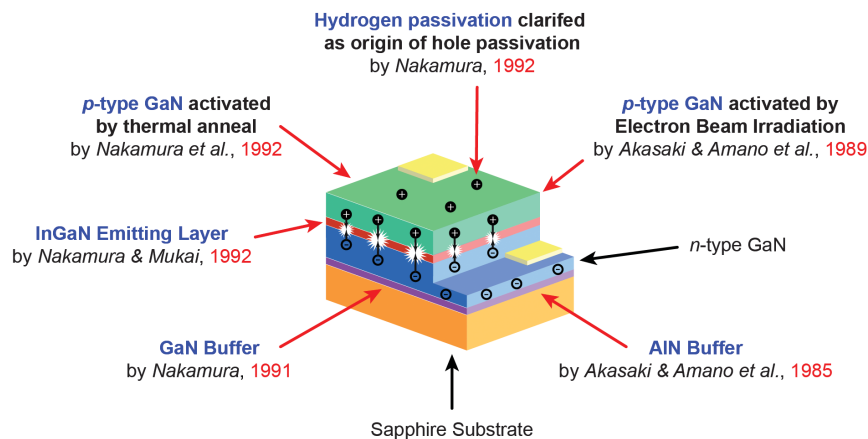 Hydrogen passivation clarifed
as origin of hole passivation
by Nakamura, 1992
p-type GaN activated
by thermal anneal
by Nakamura et al., 1992
p-type GaN activated by
Electron Beam Irradiation
by Akasaki & Amano et al., 1989
InGaN Emitting Layer
by Nakamura & Mukai, 1992
n-type GaN
GaN Buffer
by Nakamura, 1991
AlN Buffer
by Akasaki & Amano et al., 1985
Sapphire Substrate